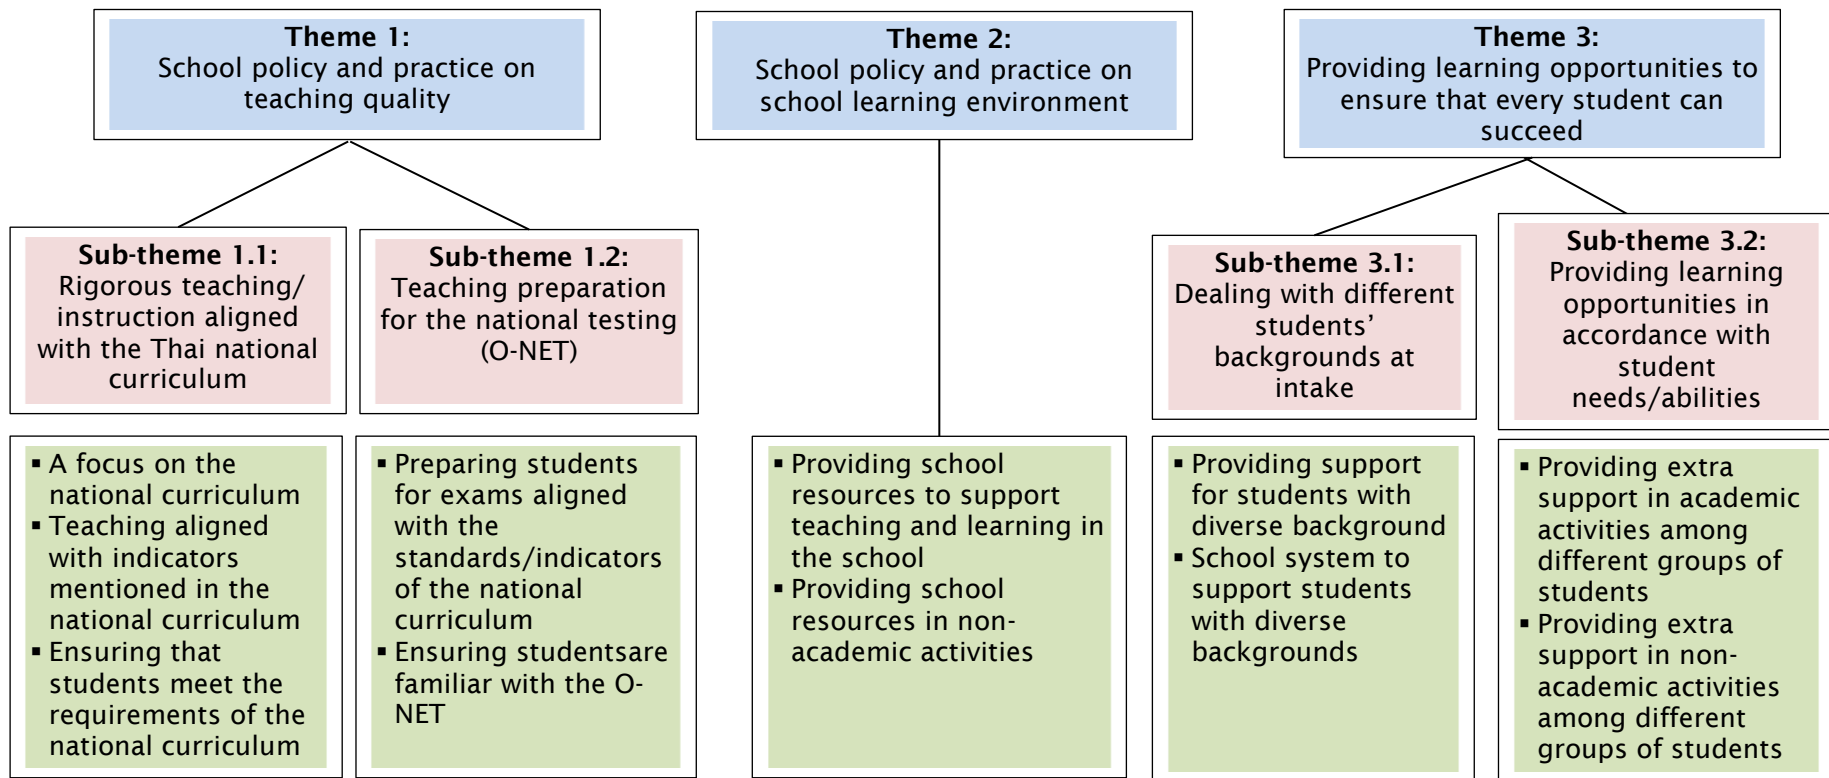 Theme 1:
School policy and practice on
teaching quality
Theme 2:
School policy and practice on
school learning environment
Theme 3:
Providing learning opportunities to
ensure that every student can
succeed
Sub-theme 1.1:
Rigorous teaching/
instruction aligned
with the Thai national
curriculum
Sub-theme 1.2:
Teaching preparation
for the national testing
(O-NET)
Sub-theme 3.1:
Dealing with different
students’
backgrounds at
intake
Sub-theme 3.2:
Providing learning
opportunities in
accordance with
student
needs/abilities
▪ A focus on the
national curriculum
▪ Teaching aligned
with indicators
mentioned in the
national curriculum
▪ Ensuring that
students meet the
requirements of the
national curriculum
▪ Preparing students
for exams aligned
with the
standards/indicators
of the national
curriculum
▪ Ensuring studentsare
familiar with the O-
NET
▪ Providing school
resources to support
teaching and learning in
the school
▪ Providing school
resources in non-
academic activities
▪ Providing support
for students with
diverse background
▪ School system to
support students
with diverse
backgrounds
▪ Providing extra
support in academic
activities among
different groups of
students
▪ Providing extra
support in non-
academic activities
among different
groups of students